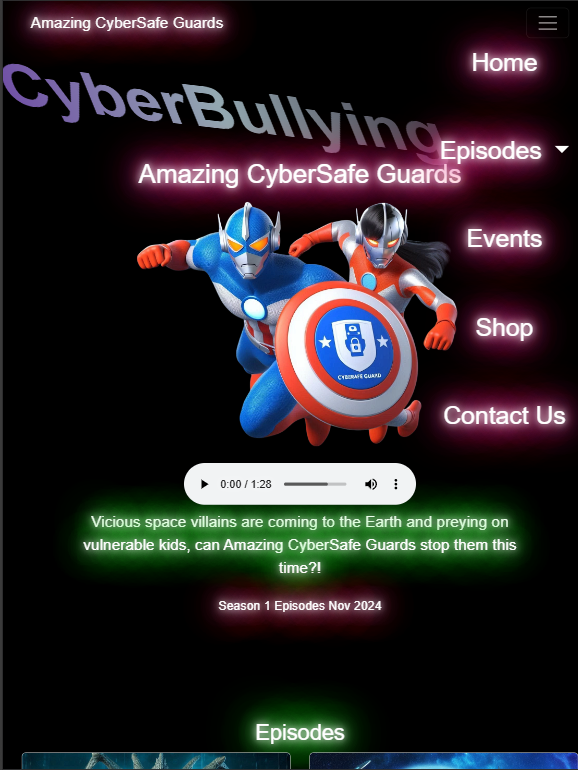 Amazing CyberSafe Guards
Home
CyberBullying
Episodes
Amazing CyberSafe Guards
Events
Shop
CYBERSAFE GUARD
Contact Us
0:00 / 1:28
Vicious space villains are coming to the Earth and preying on
vulnerable kids, can Amazing CyberSafe Guards stop them this
time?!
Season 1 Episodes Nov 2024
Episodes